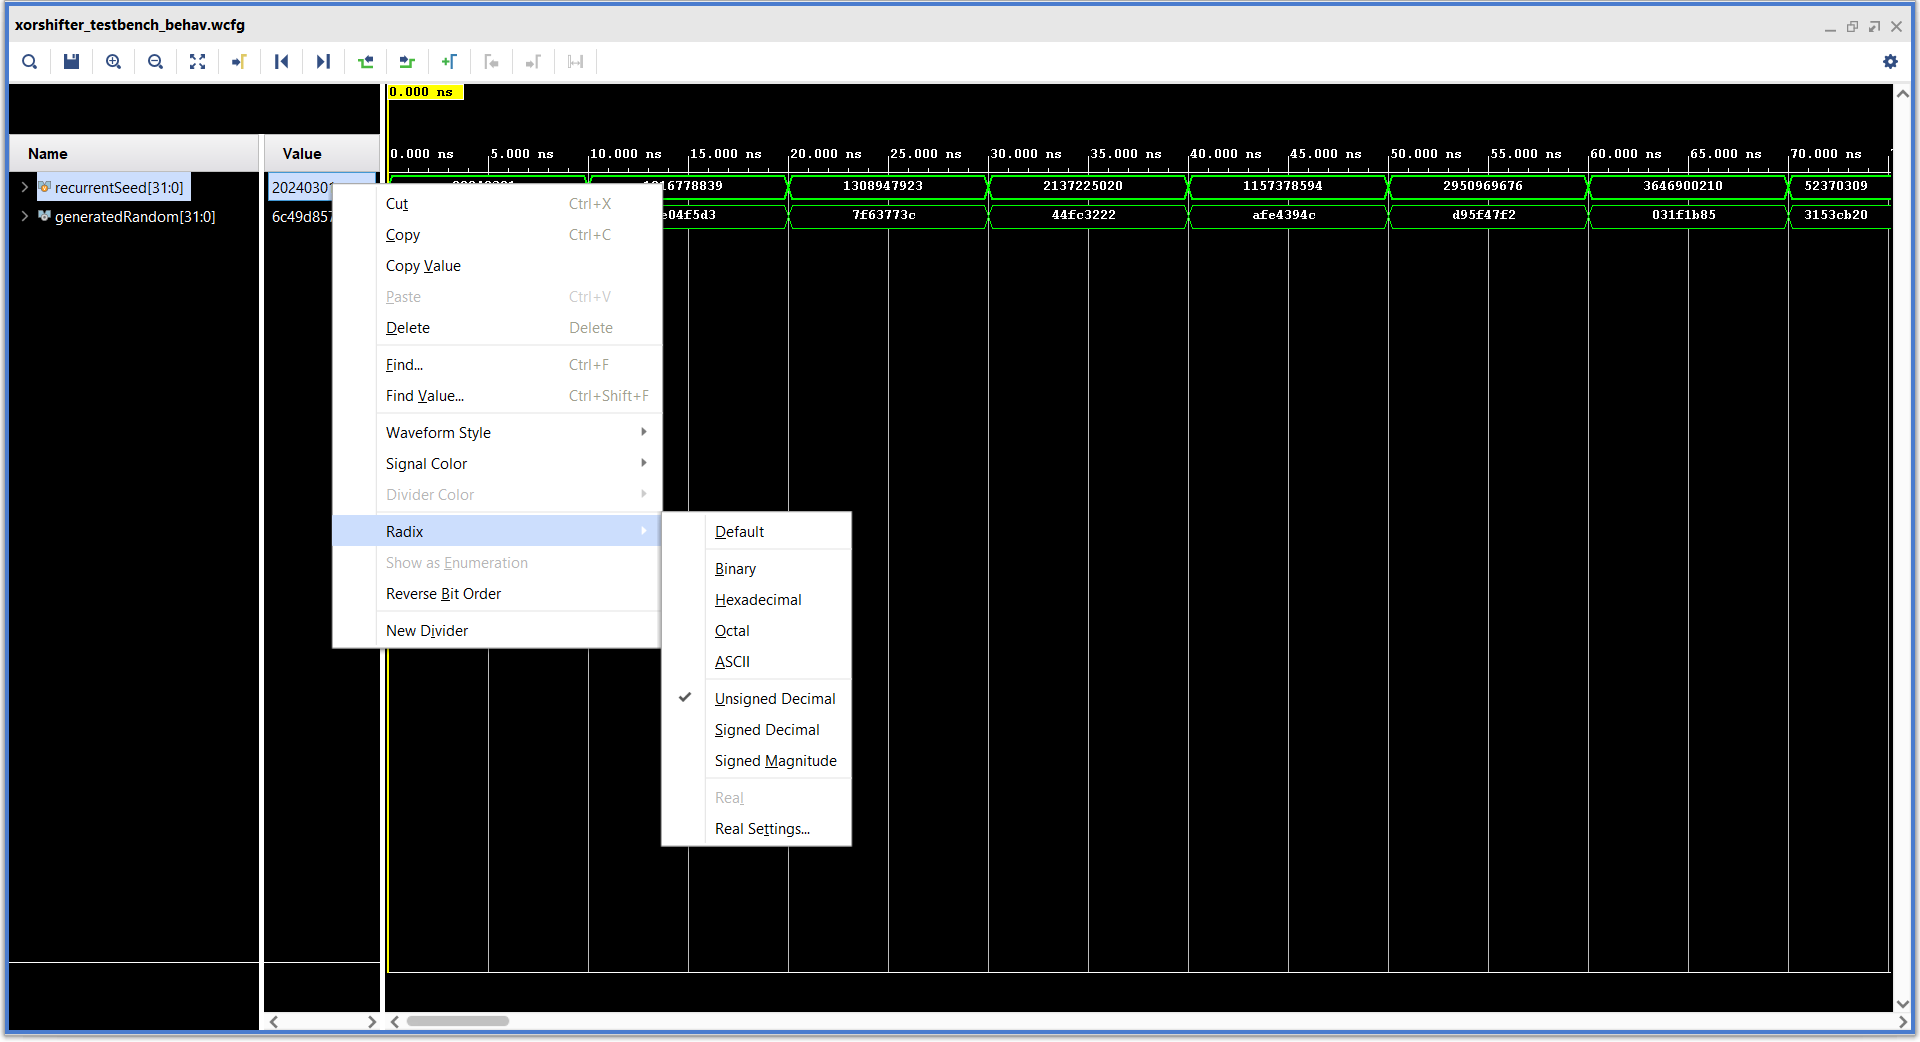 xorshifter_testbench_behav.wcfg
0.000 ns
Name Value
0.000 ns 5.000 ns 10.000 ns 15.000 ns 20.000 ns 25.000 ns 30.000 ns 35.000 ns 40.000 ns 45.000 ns 50.000 ns 55.000 ns 60.000 ns 65.000 ns 70.000 ns
recurrentSeed[31:0] 20240301 1308947923 2137225020 1157378594 2950969676 3646900210 52370309
generatedRandom[31:0] 6c49d857 e04f5d3 7f63773c 44fc3222 afe4394c d95f47f2 031f1b85 3153cb20
Cut Ctrl+X
Copy Ctrl+C
Copy Value
Paste Ctrl+V
Delete Delete
Find... Ctrl+F
Find Value... Ctrl+Shift+F
Waveform Style
Signal Color
Divider Color
Radix
Show as Enumeration
Reverse Bit Order
New Divider
Default
Binary
Hexadecimal
Octal
ASCII
Unsigned Decimal
Signed Decimal
Signed Magnitude
Real
Real Settings...